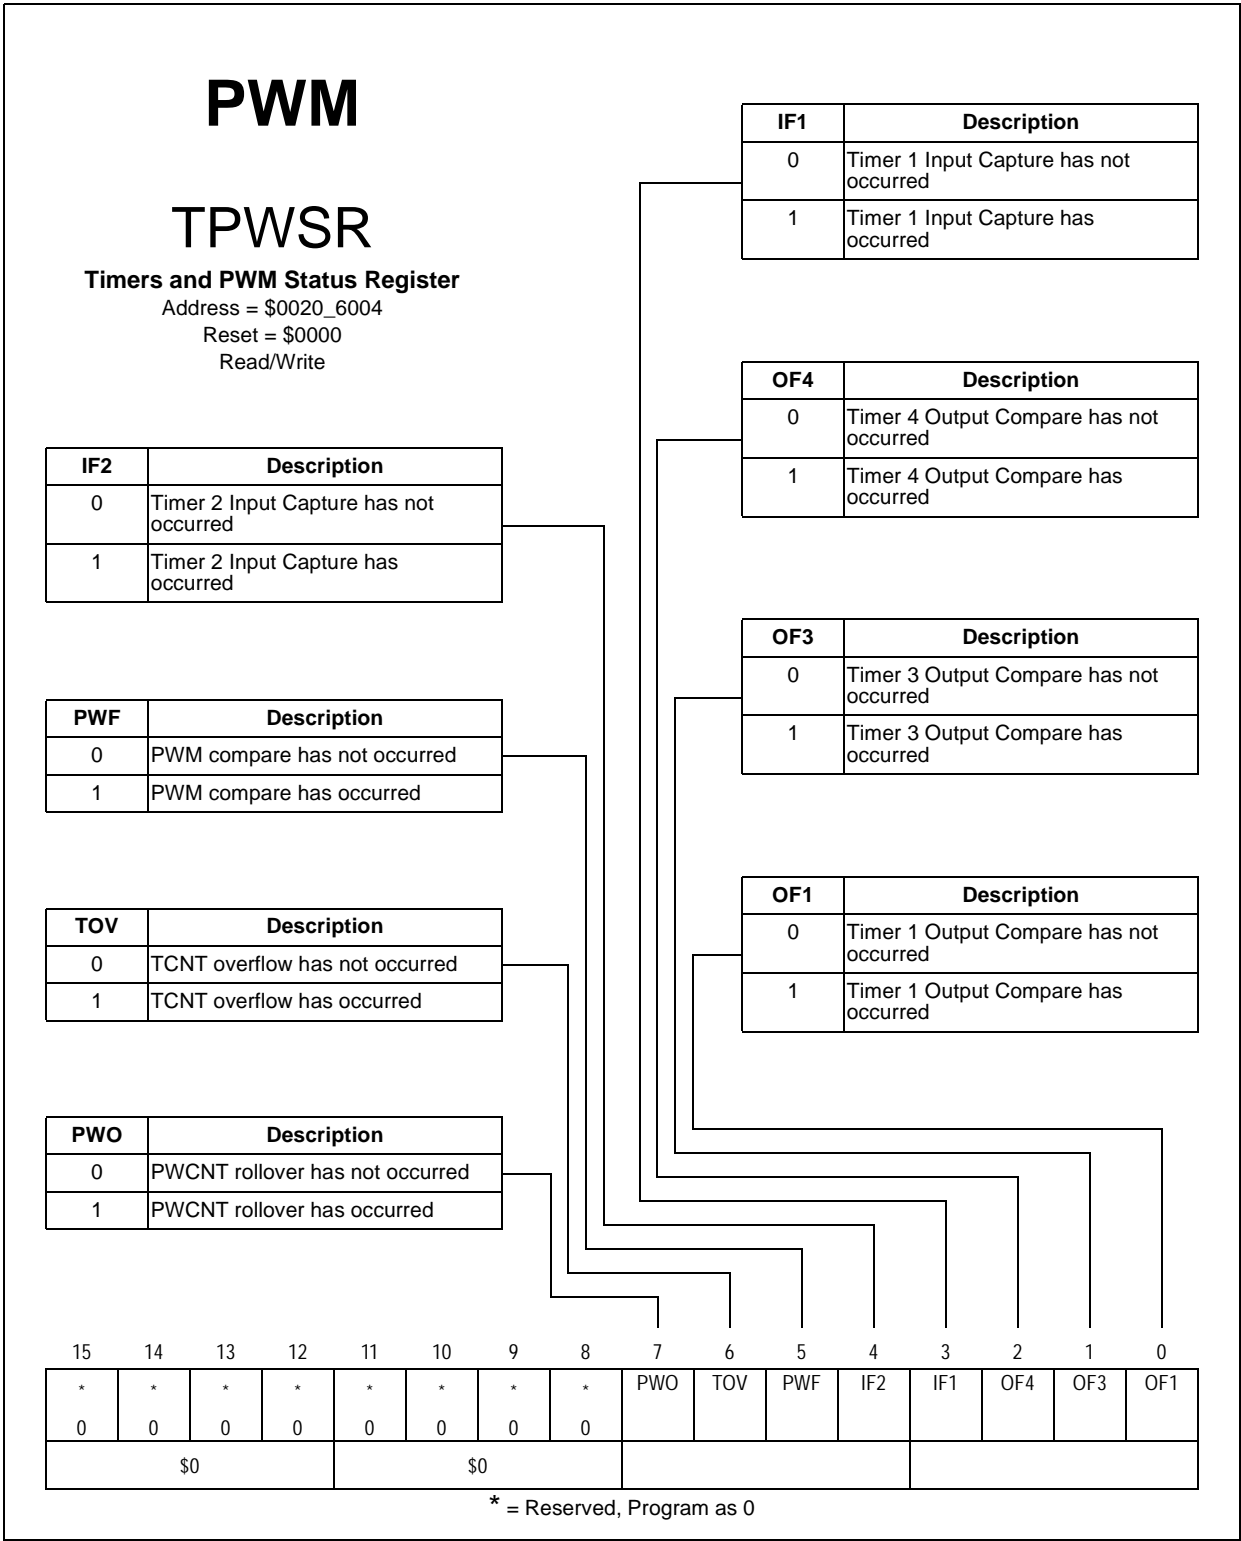 PWM
TPWSR
Timers and PWM Status Register
Address = $0020_6004
Reset = $0000
Read/Write
IF2 Description
0 Timer 2 Input Capture has not
occurred
1 Timer 2 Input Capture has
occurred
PWF Description
0 PWM compare has not occurred
1 PWM compare has occurred
TOV Description
0 TCNT overflow has not occurred
1 TCNT overflow has occurred
PWO Description
0 PWCNT rollover has not occurred
1 PWCNT rollover has occurred
IF1 Description
0 Timer 1 Input Capture has not
occurred
1 Timer 1 Input Capture has
occurred
OF4 Description
0 Timer 4 Output Compare has not
occurred
1 Timer 4 Output Compare has
occurred
OF3 Description
0 Timer 3 Output Compare has not
occurred
1 Timer 3 Output Compare has
occurred
OF1 Description
0 Timer 1 Output Compare has not
occurred
1 Timer 1 Output Compare has
occurred
15 14 13 12 11 10 9 8 7 6 5 4 3 2 1 0
* * * * * * * * PWO TOV PWF IF2 IF1 OF4 OF3 OF1
0 0 0 0 0 0 0 0
$0 $0
* = Reserved, Program as 0